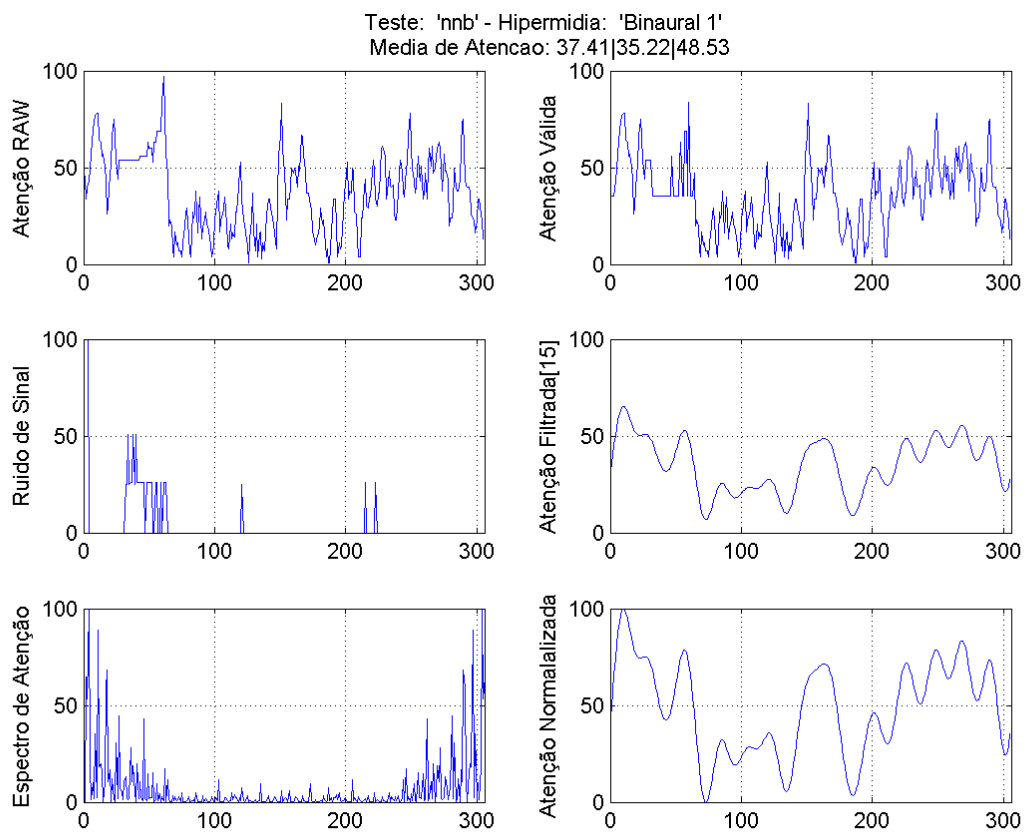 Teste:  'nnb' - Hipermidia:  'Binaural 1'
Media de Atencao: 37.41|35.22|48.53
Atenção RAW
100
50
0
0 100 200 300
Atenção Válida
100
50
0
0 100 200 300
Ruido de Sinal
100
50
0
0 100 200 300
Atenção Filtrada[15]
100
50
0
0 100 200 300
Espectro de Atenção
100
50
0
0 100 200 300
Atenção Normalalizada
100
50
0
0 100 200 300